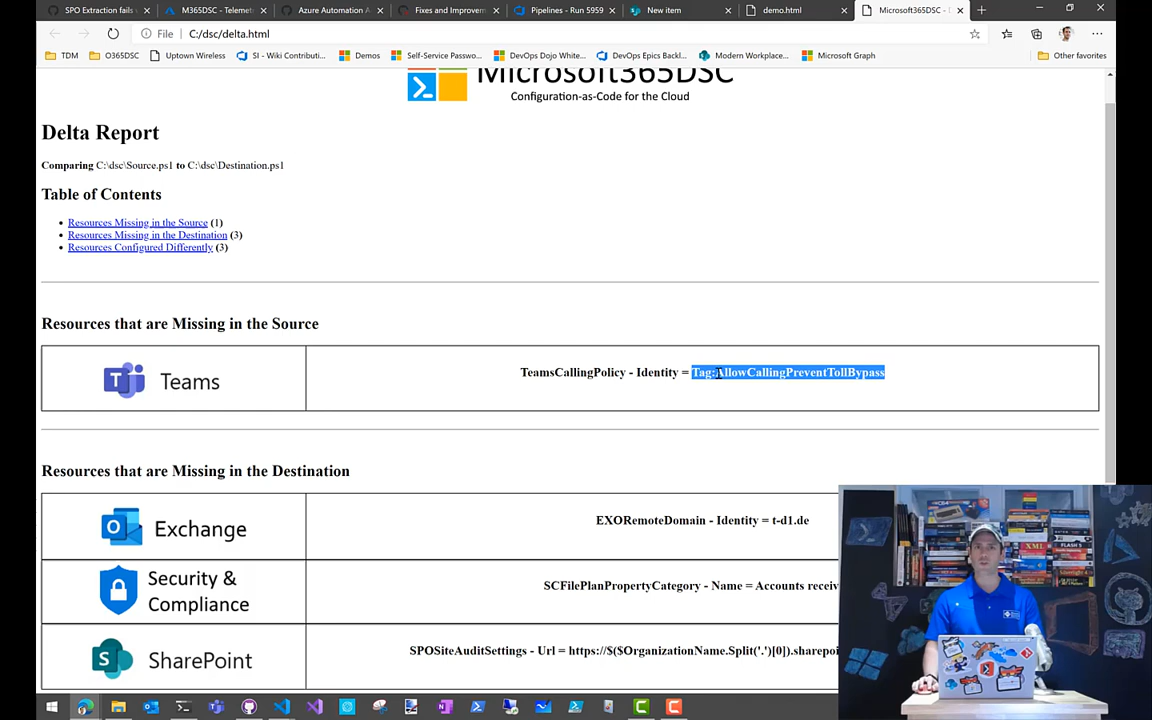 SPO Extraction fails
M365DSC - Telemet
Azure Automation A
Fixes and Improvem
Pipelines - Run 5959
New item
demo.html
Microsoft365DSC -
File
C:/dsc/delta.html
TDM
O365DSC
Uptown Wireless
SI - Wiki Contributi...
Demos
Self-Service Passwo...
DevOps Dojo White...
DevOps Epics Backl...
Modern Workplace...
Microsoft Graph
Other favorites
Microsoft365DSC
Configuration-as-Code for the Cloud
Delta Report
Comparing C:\dsc\Source.ps1 to C:\dsc\Destination.ps1
Table of Contents
• Resources Missing in the Source (1)
• Resources Missing in the Destination (3)
• Resources Configured Differently (3)
Resources that are Missing in the Source
Teams
TeamsCallingPolicy - Identity = Tag:AllowCallingPreventTollBypass
Resources that are Missing in the Destination
Exchange
EXORemoteDomain - Identity = t-d1.de
Security &
Compliance
SCFilePlanPropertyCategory - Name = Accounts receiv
SharePoint
SPOSiteAuditSettings - Url = https://$($OrganizationName.Split('.')[0]).sharepoi
XML
FLASH 5